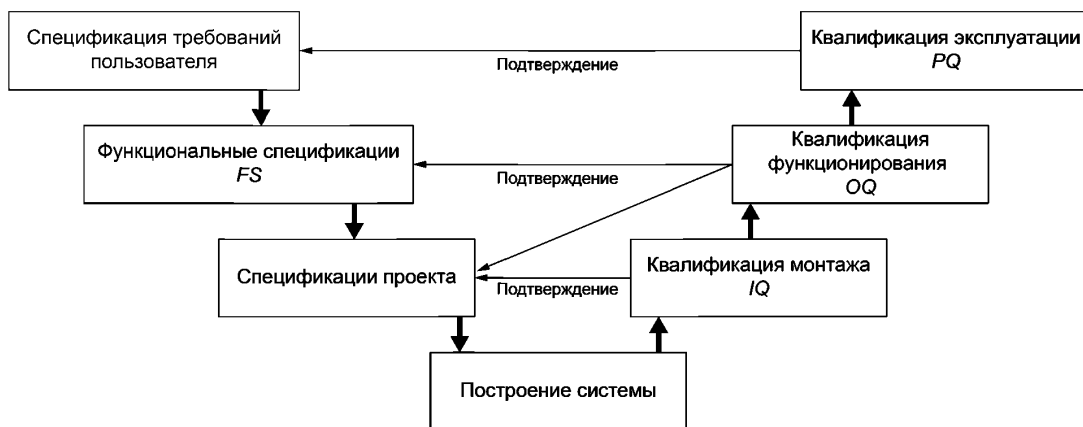 Спецификация требований
пользователя
Квалификация эксплуатации
PQ
Подтверждение
Функциональные спецификации
FS
Квалификация
функционирования
OQ
Подтверждение
Спецификации проекта
Квалификация монтажа
IQ
Подтверждение
Построение системы